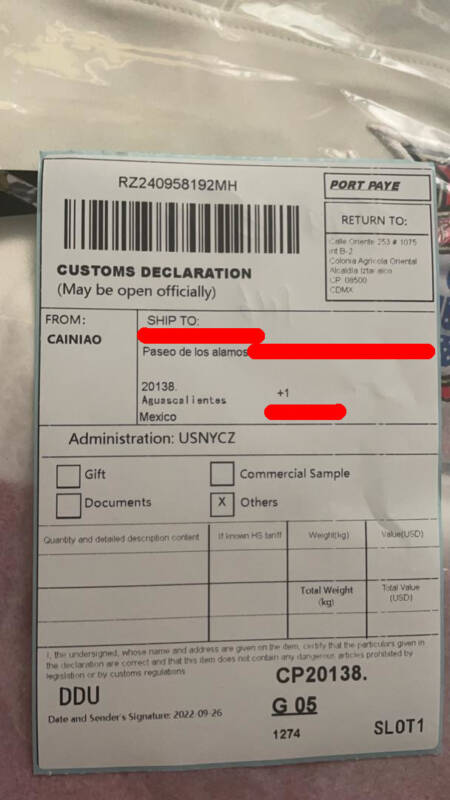 RZ240958192MH
PORT PAYE
RETURN TO:
Calle Oriente 253 # 1075
int B-2
Colonia Agricola Oriental
Alcaldia
CP 08500
CDMX
CUSTOMS DECLARATION
(May be open officially)
FROM:
CAINIAO
SHIP TO:
Paseo de los alamos
20138.
Aguascalientes
Mexico
+1
Administration: USNYCZ
Gift
Commercial Sample
Documents
X Others
Quantity and detailed description content
If known HS tariff
Weight(kg)
Value(USD)
Total Weight
(kg)
Total Value
(USD)
I, the undersigned, whose name and address are given on the item, certify that the particulars given in
the declaration are correct and that this item does not contain any dangerous articles prohibited by
legislation or by customs regulations
DDU
Date and Sender's Signature: 2022-09-26
CP20138.
G 05
1274
SLOT1